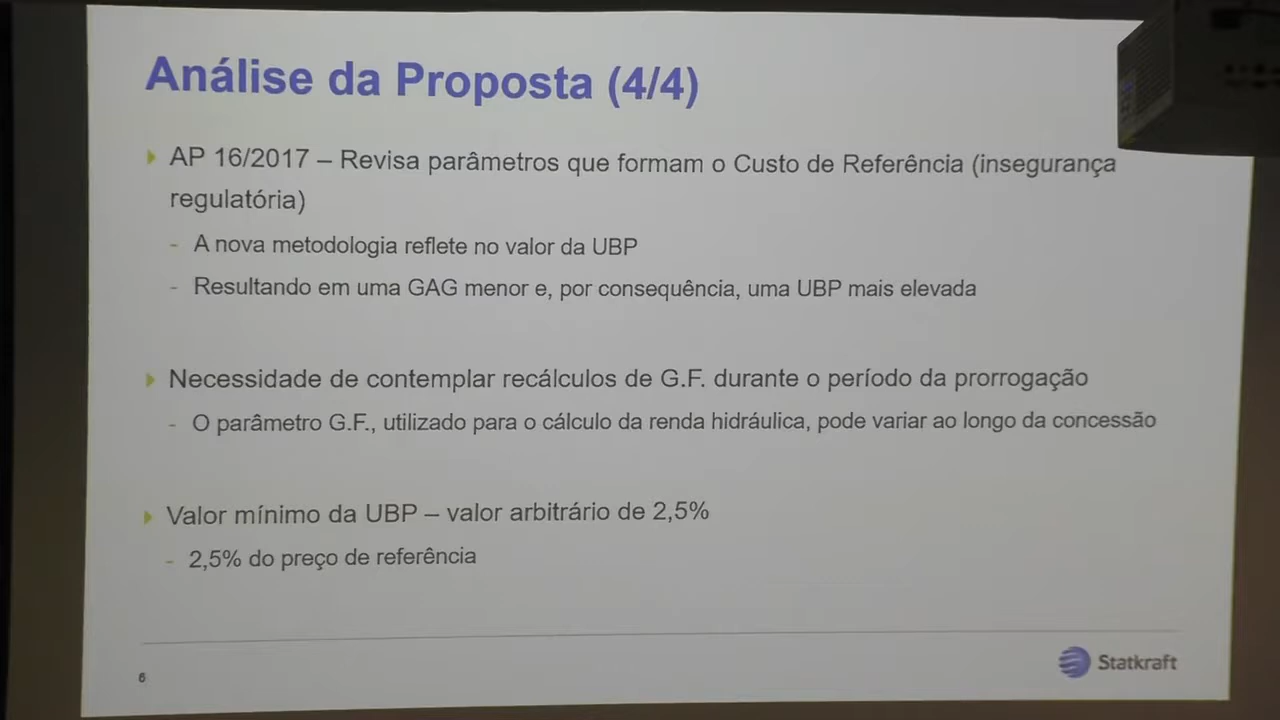 Análise da Proposta (4/4)
AP 16/2017 – Revisa parâmetros que formam o Custo de Referência (insegurança
regulatória)
- A nova metodologia reflete no valor da UBP
- Resultando em uma GAG menor e, por consequência, uma UBP mais elevada
Necessidade de contemplar recálculos de G.F. durante o período da prorrogação
- O parâmetro G.F., utilizado para o cálculo da renda hidráulica, pode variar ao longo da concessão
Valor mínimo da UBP – valor arbitrário de 2,5%
- 2,5% do preço de referência
6
Statkraft